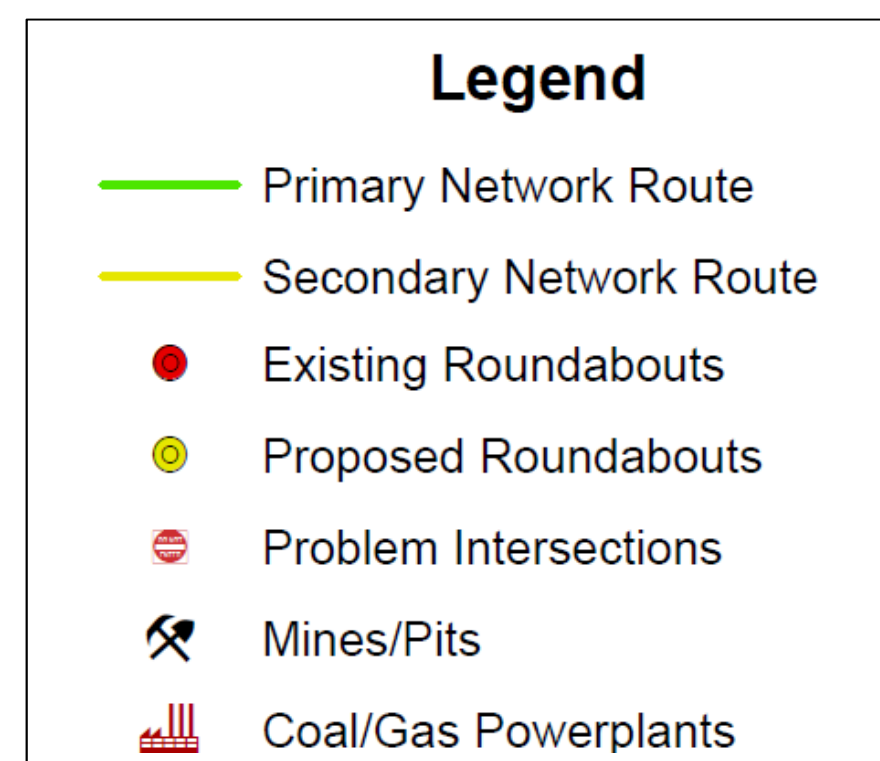 Legend
Primary Network Route
Secondary Network Route
Existing Roundabouts
Proposed Roundabouts
Problem Intersections
Mines/Pits
Coal/Gas Powerplants